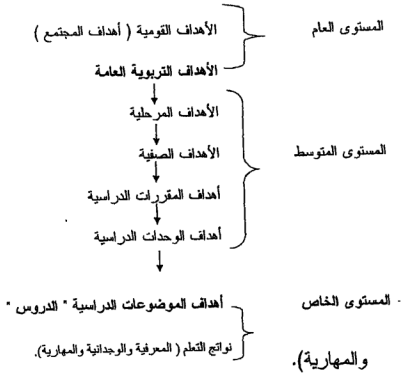 المستوى العام
الأهداف القومية ( أهداف المجتمع )
الأهداف التربوية العامة
الأهداف المرحلية
المستوى المتوسط
الأهداف الصفية
أهداف المقررات الدراسية
أهداف الوحدات الدراسية
المستوى الخاص
أهداف الموضوعات الدراسية " الدروس "
نواتج التعلم ( المعرفية والوجدانية والمهارية).
والمهارية).